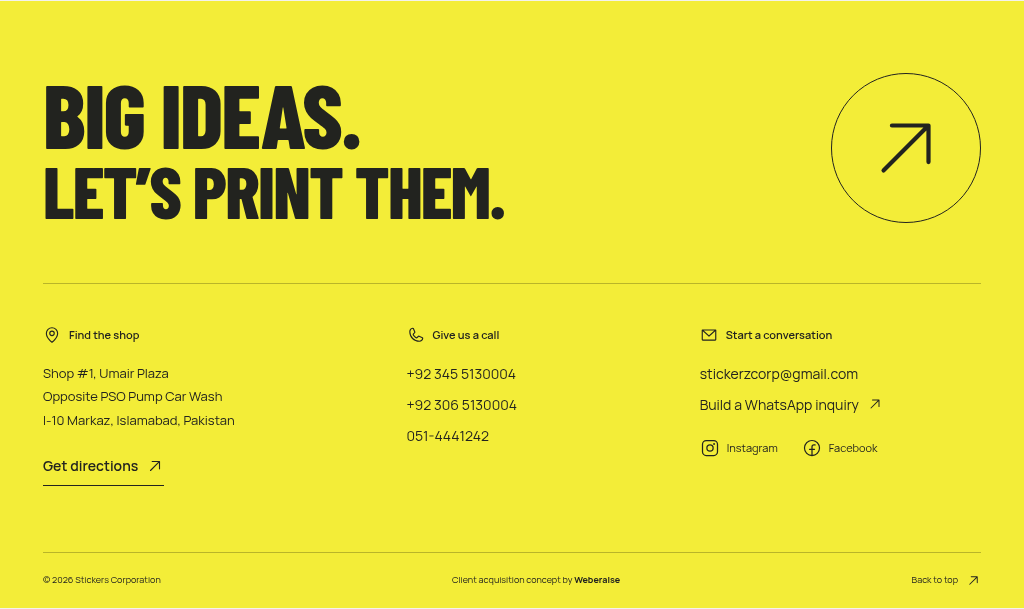 BIG IDEAS.
LET'S PRINT THEM.
Find the shop
Shop #1, Umair Plaza
Opposite PSO Pump Car Wash
I-10 Markaz, Islamabad, Pakistan
Get directions
Give us a call
+92 345 5130004
+92 306 5130004
051-4441242
Start a conversation
stickerzcorp@gmail.com
Build a WhatsApp inquiry
Instagram
Facebook
© 2026 Stickers Corporation
Client acquisition concept by Weberaise
Back to top